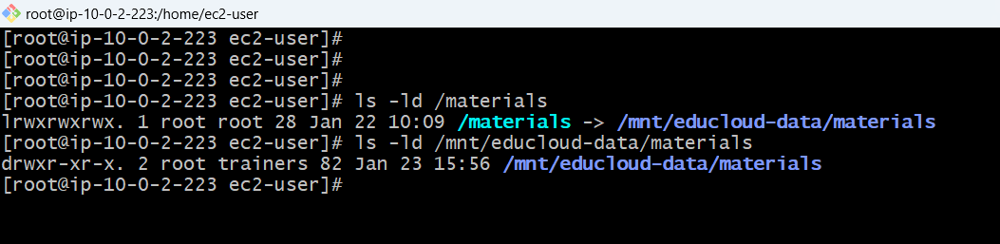 root@ip-10-0-2-223:/home/ec2-user
[root@ip-10-0-2-223 ec2-user]#
[root@ip-10-0-2-223 ec2-user]#
[root@ip-10-0-2-223 ec2-user]#
[root@ip-10-0-2-223 ec2-user]# ls -ld /materials
lrwxrwxrwx. 1 root root 28 Jan 22 10:09 /materials -> /mnt/educloud-data/materials
[root@ip-10-0-2-223 ec2-user]# ls -ld /mnt/educloud-data/materials
drwxr-xr-x. 2 root trainers 82 Jan 23 15:56 /mnt/educloud-data/materials
[root@ip-10-0-2-223 ec2-user]#